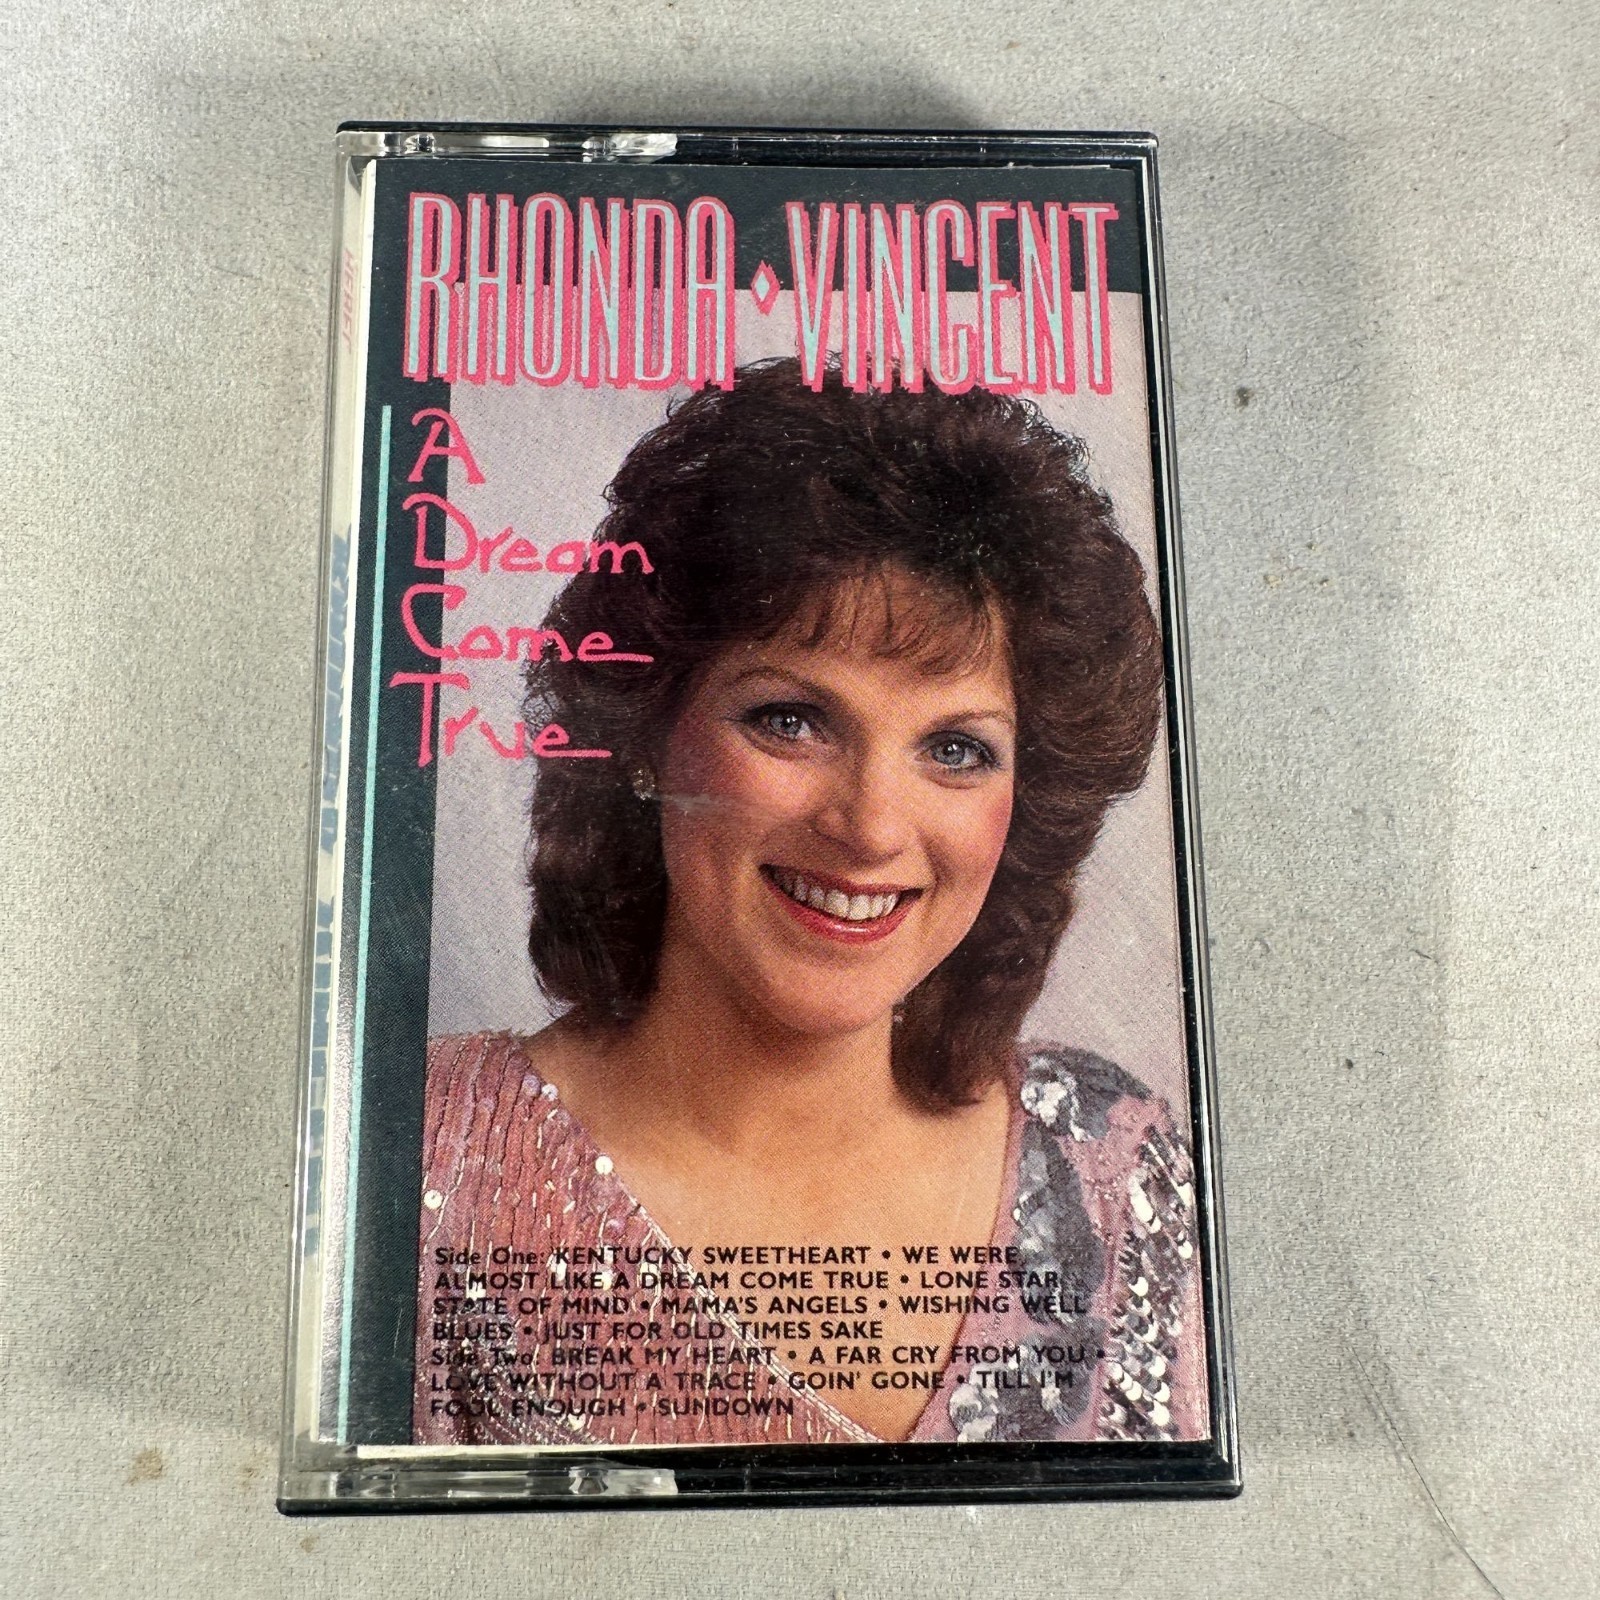 RHONDA ♦ VINCENT
A
Dream
Come
True
Side One: KENTUCKY SWEETHEART • WE WERE
ALMOST LIKE A DREAM COME TRUE • LONE STAR
STATE OF MIND • MAMA'S ANGELS • WISHING WELL
BLUES • JUST FOR OLD TIMES SAKE
Side Two: BREAK MY HEART • A FAR CRY FROM YOU •
LOVE WITHOUT A TRACE • GOIN' GONE • TILL I'M
FOOL ENOUGH • SUNDOWN